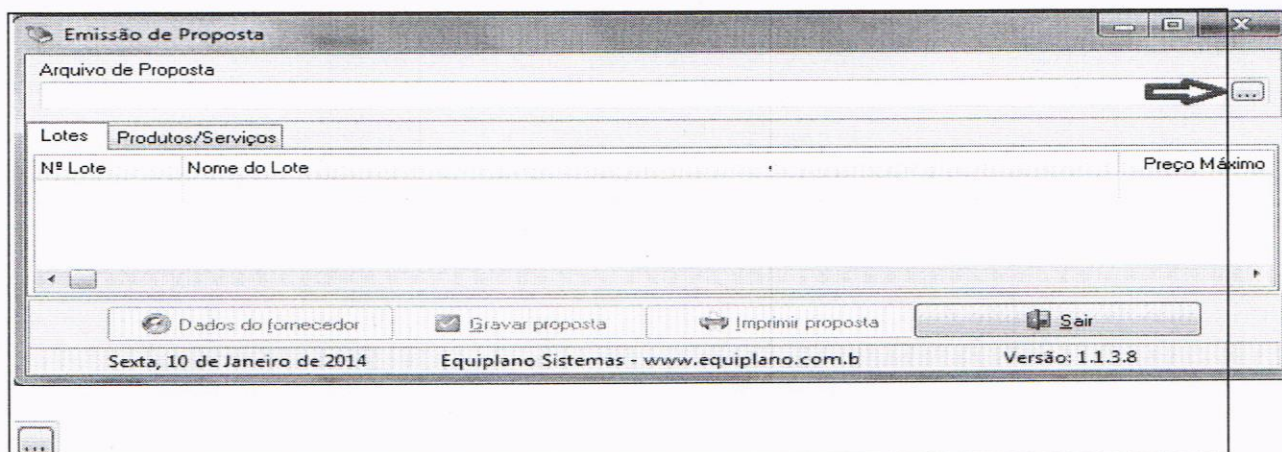 Emissão de Proposta
Arquivo de Proposta
...
Lotes Produtos/Serviços
Nº Lote Nome do Lote Preço Máximo
Dados do fornecedor Gravar proposta Imprimir proposta Sair
Sexta, 10 de Janeiro de 2014 Equiplano Sistemas - www.equiplano.com.b Versão: 1.1.3.8
...